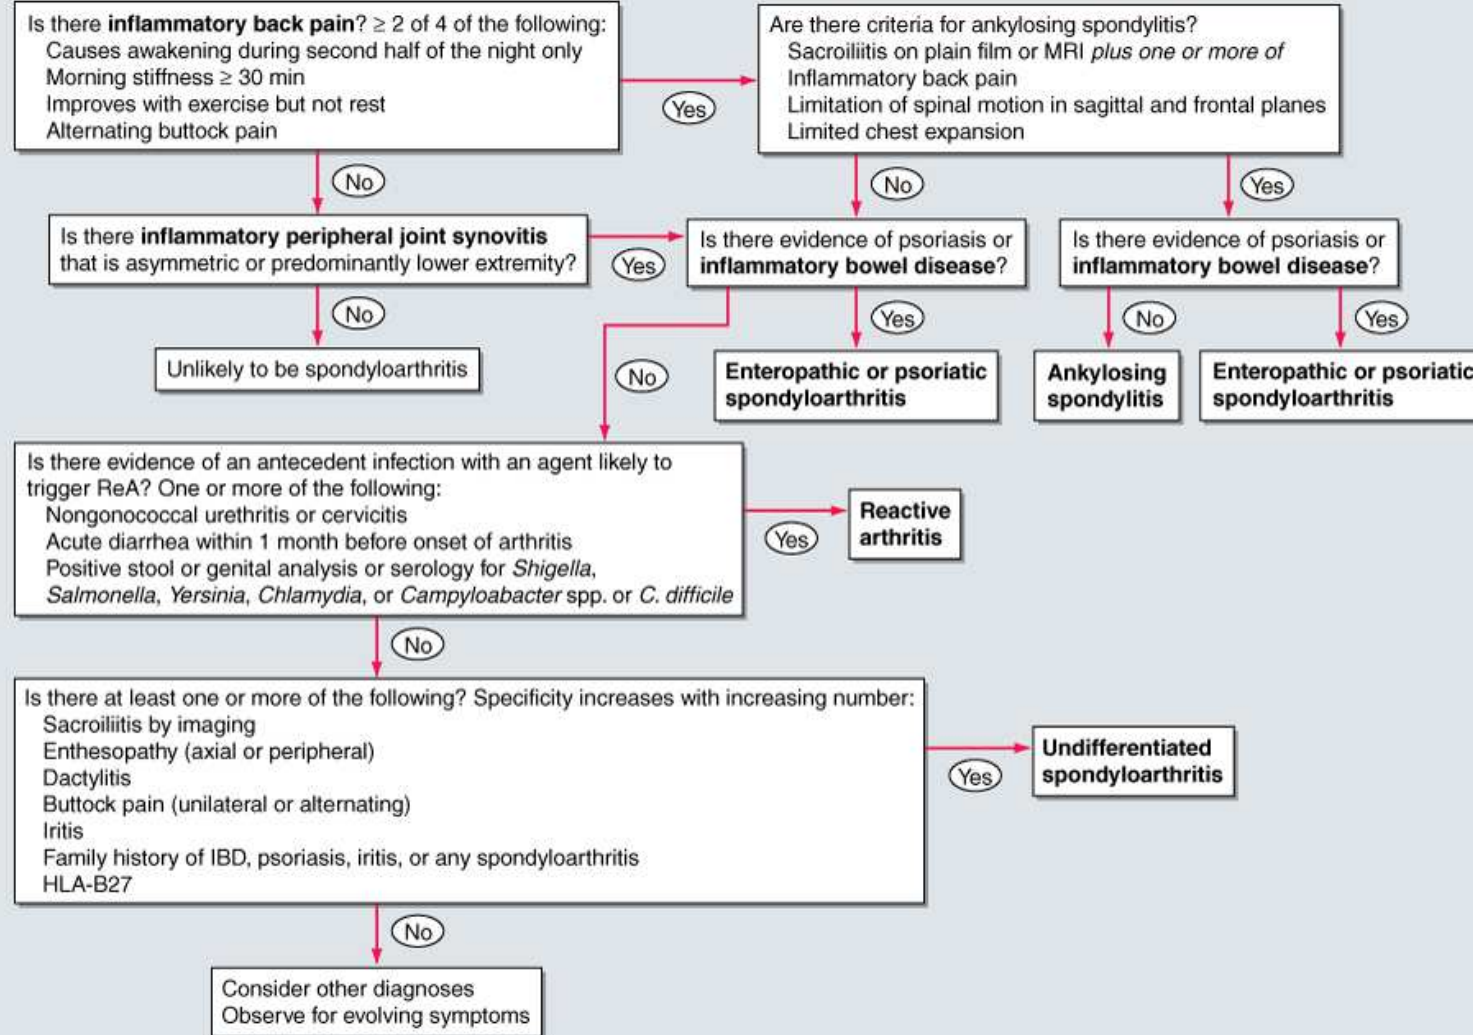 Is there inflammatory back pain? ≥ 2 of 4 of the following:
Causes awakening during second half of the night only
Morning stiffness ≥ 30 min
Improves with exercise but not rest
Alternating buttock pain
Yes
Are there criteria for ankylosing spondylitis?
Sacroiliitis on plain film or MRI plus one or more of
Inflammatory back pain
Limitation of spinal motion in sagittal and frontal planes
Limited chest expansion
No
No
Yes
Is there inflammatory peripheral joint synovitis
that is asymmetric or predominantly lower extremity?
Yes
Is there evidence of psoriasis or
inflammatory bowel disease?
Is there evidence of psoriasis or
inflammatory bowel disease?
No
Yes
No
Yes
Unlikely to be spondyloarthritis
No
Enteropathic or psoriatic
spondyloarthritis
Ankylosing
spondylitis
Enteropathic or psoriatic
spondyloarthritis
Is there evidence of an antecedent infection with an agent likely to
trigger ReA? One or more of the following:
Nongonococcal urethritis or cervicitis
Acute diarrhea within 1 month before onset of arthritis
Positive stool or genital analysis or serology for Shigella,
Salmonella, Yersinia, Chlamydia, or Campyloabacter spp. or C. difficile
Yes
Reactive
arthritis
No
Is there at least one or more of the following? Specificity increases with increasing number:
Sacroiliitis by imaging
Enthesopathy (axial or peripheral)
Dactylitis
Buttock pain (unilateral or alternating)
Iritis
Family history of IBD, psoriasis, iritis, or any spondyloarthritis
HLA-B27
Yes
Undifferentiated
spondyloarthritis
No
Consider other diagnoses
Observe for evolving symptoms